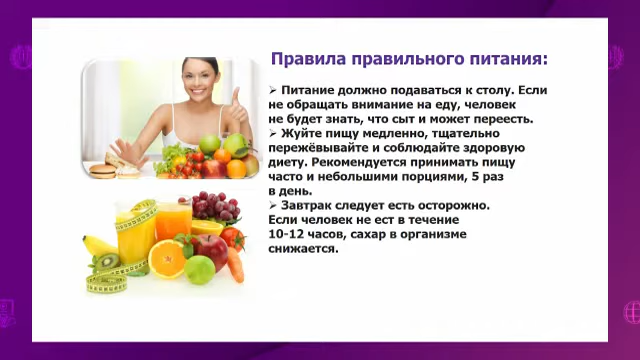 Правила правильного питания:
➢ Питание должно подаваться к столу. Если
не обращать внимание на еду, человек
не будет знать, что сыт и может переесть.
➢ Жуйте пищу медленно, тщательно
пережёвывайте и соблюдайте здоровую
диету. Рекомендуется принимать пищу
часто и небольшими порциями, 5 раз
в день.
➢ Завтрак следует есть осторожно.
Если человек не ест в течение
10-12 часов, сахар в организме
снижается.